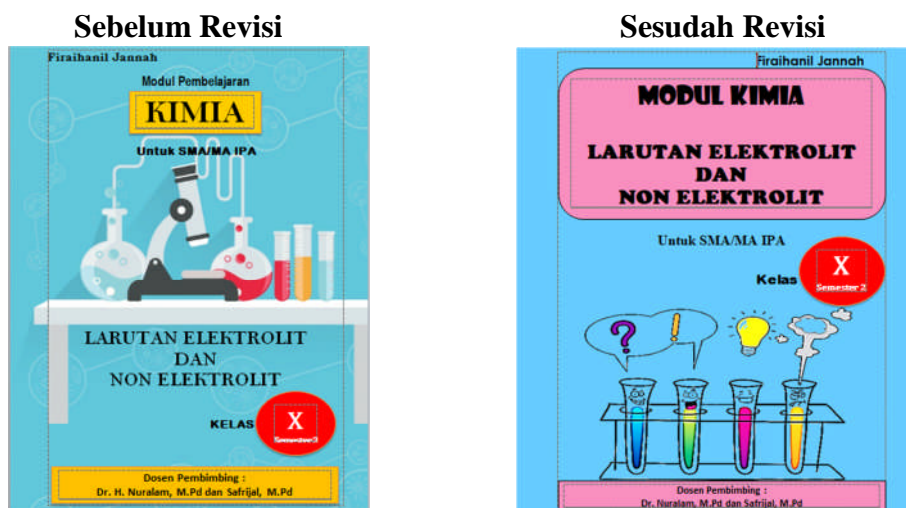 Sebelum Revisi
Firaihanil Jannah
Modul Pembelajaran
KIMIA
Untuk SMA/MA IPA
LARUTAN ELEKTROLIT
DAN
NON ELEKTROLIT
KELAS
X
Semester 2
Dosen Pembimbing :
Dr. H. Nuralam, M.Pd dan Safrijal, M.Pd
Sesudah Revisi
Firaihanil Jannah
MODUL KIMIA
LARUTAN ELEKTROLIT
DAN
NON ELEKTROLIT
Untuk SMA/MA IPA
Kelas
X
Semester 2
? !
Dosen Pembimbing :
Dr. Nuralam, M.Pd dan Safrijal, M.Pd